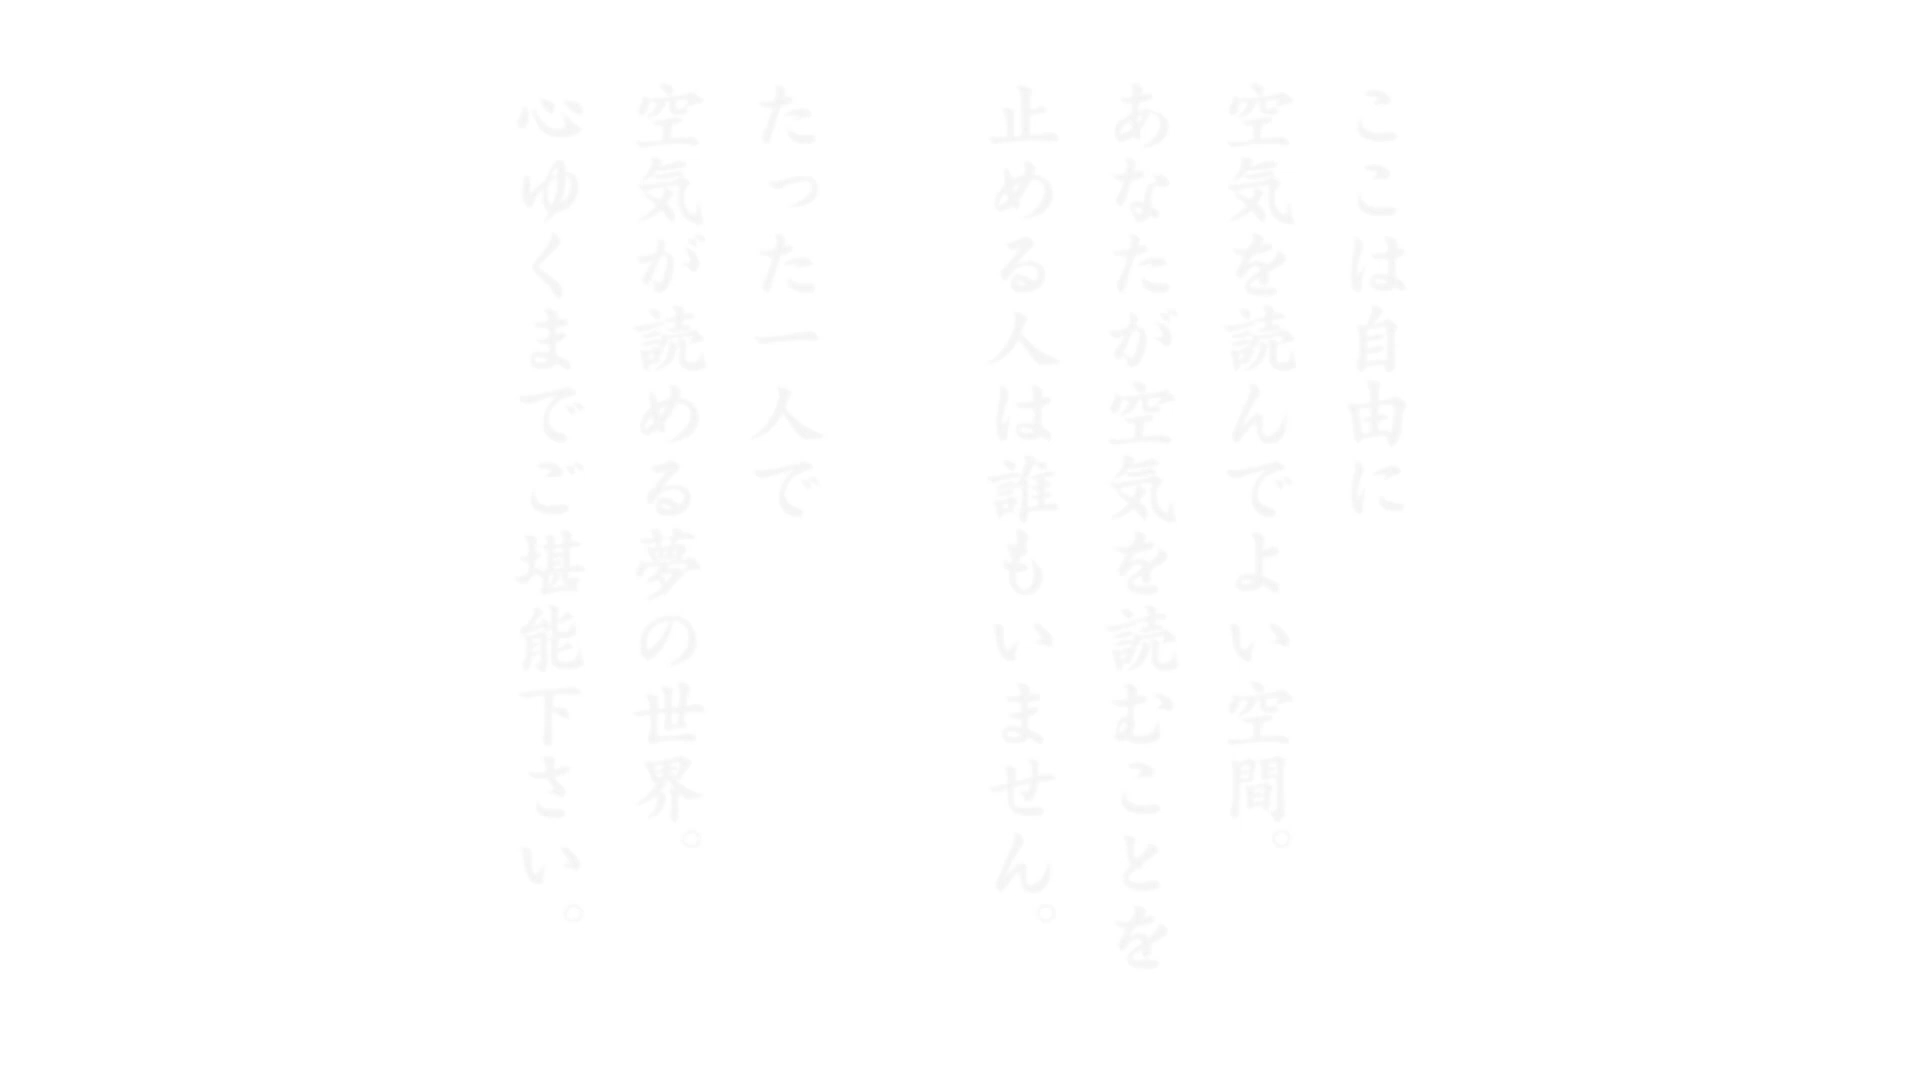 ここは自由に
空気を読んでよい空間。
あなたが空気を読むことを
止める人は誰もいません。
たった一人で
空気が読める夢の世界。
心ゆくまでご堪能下さい。